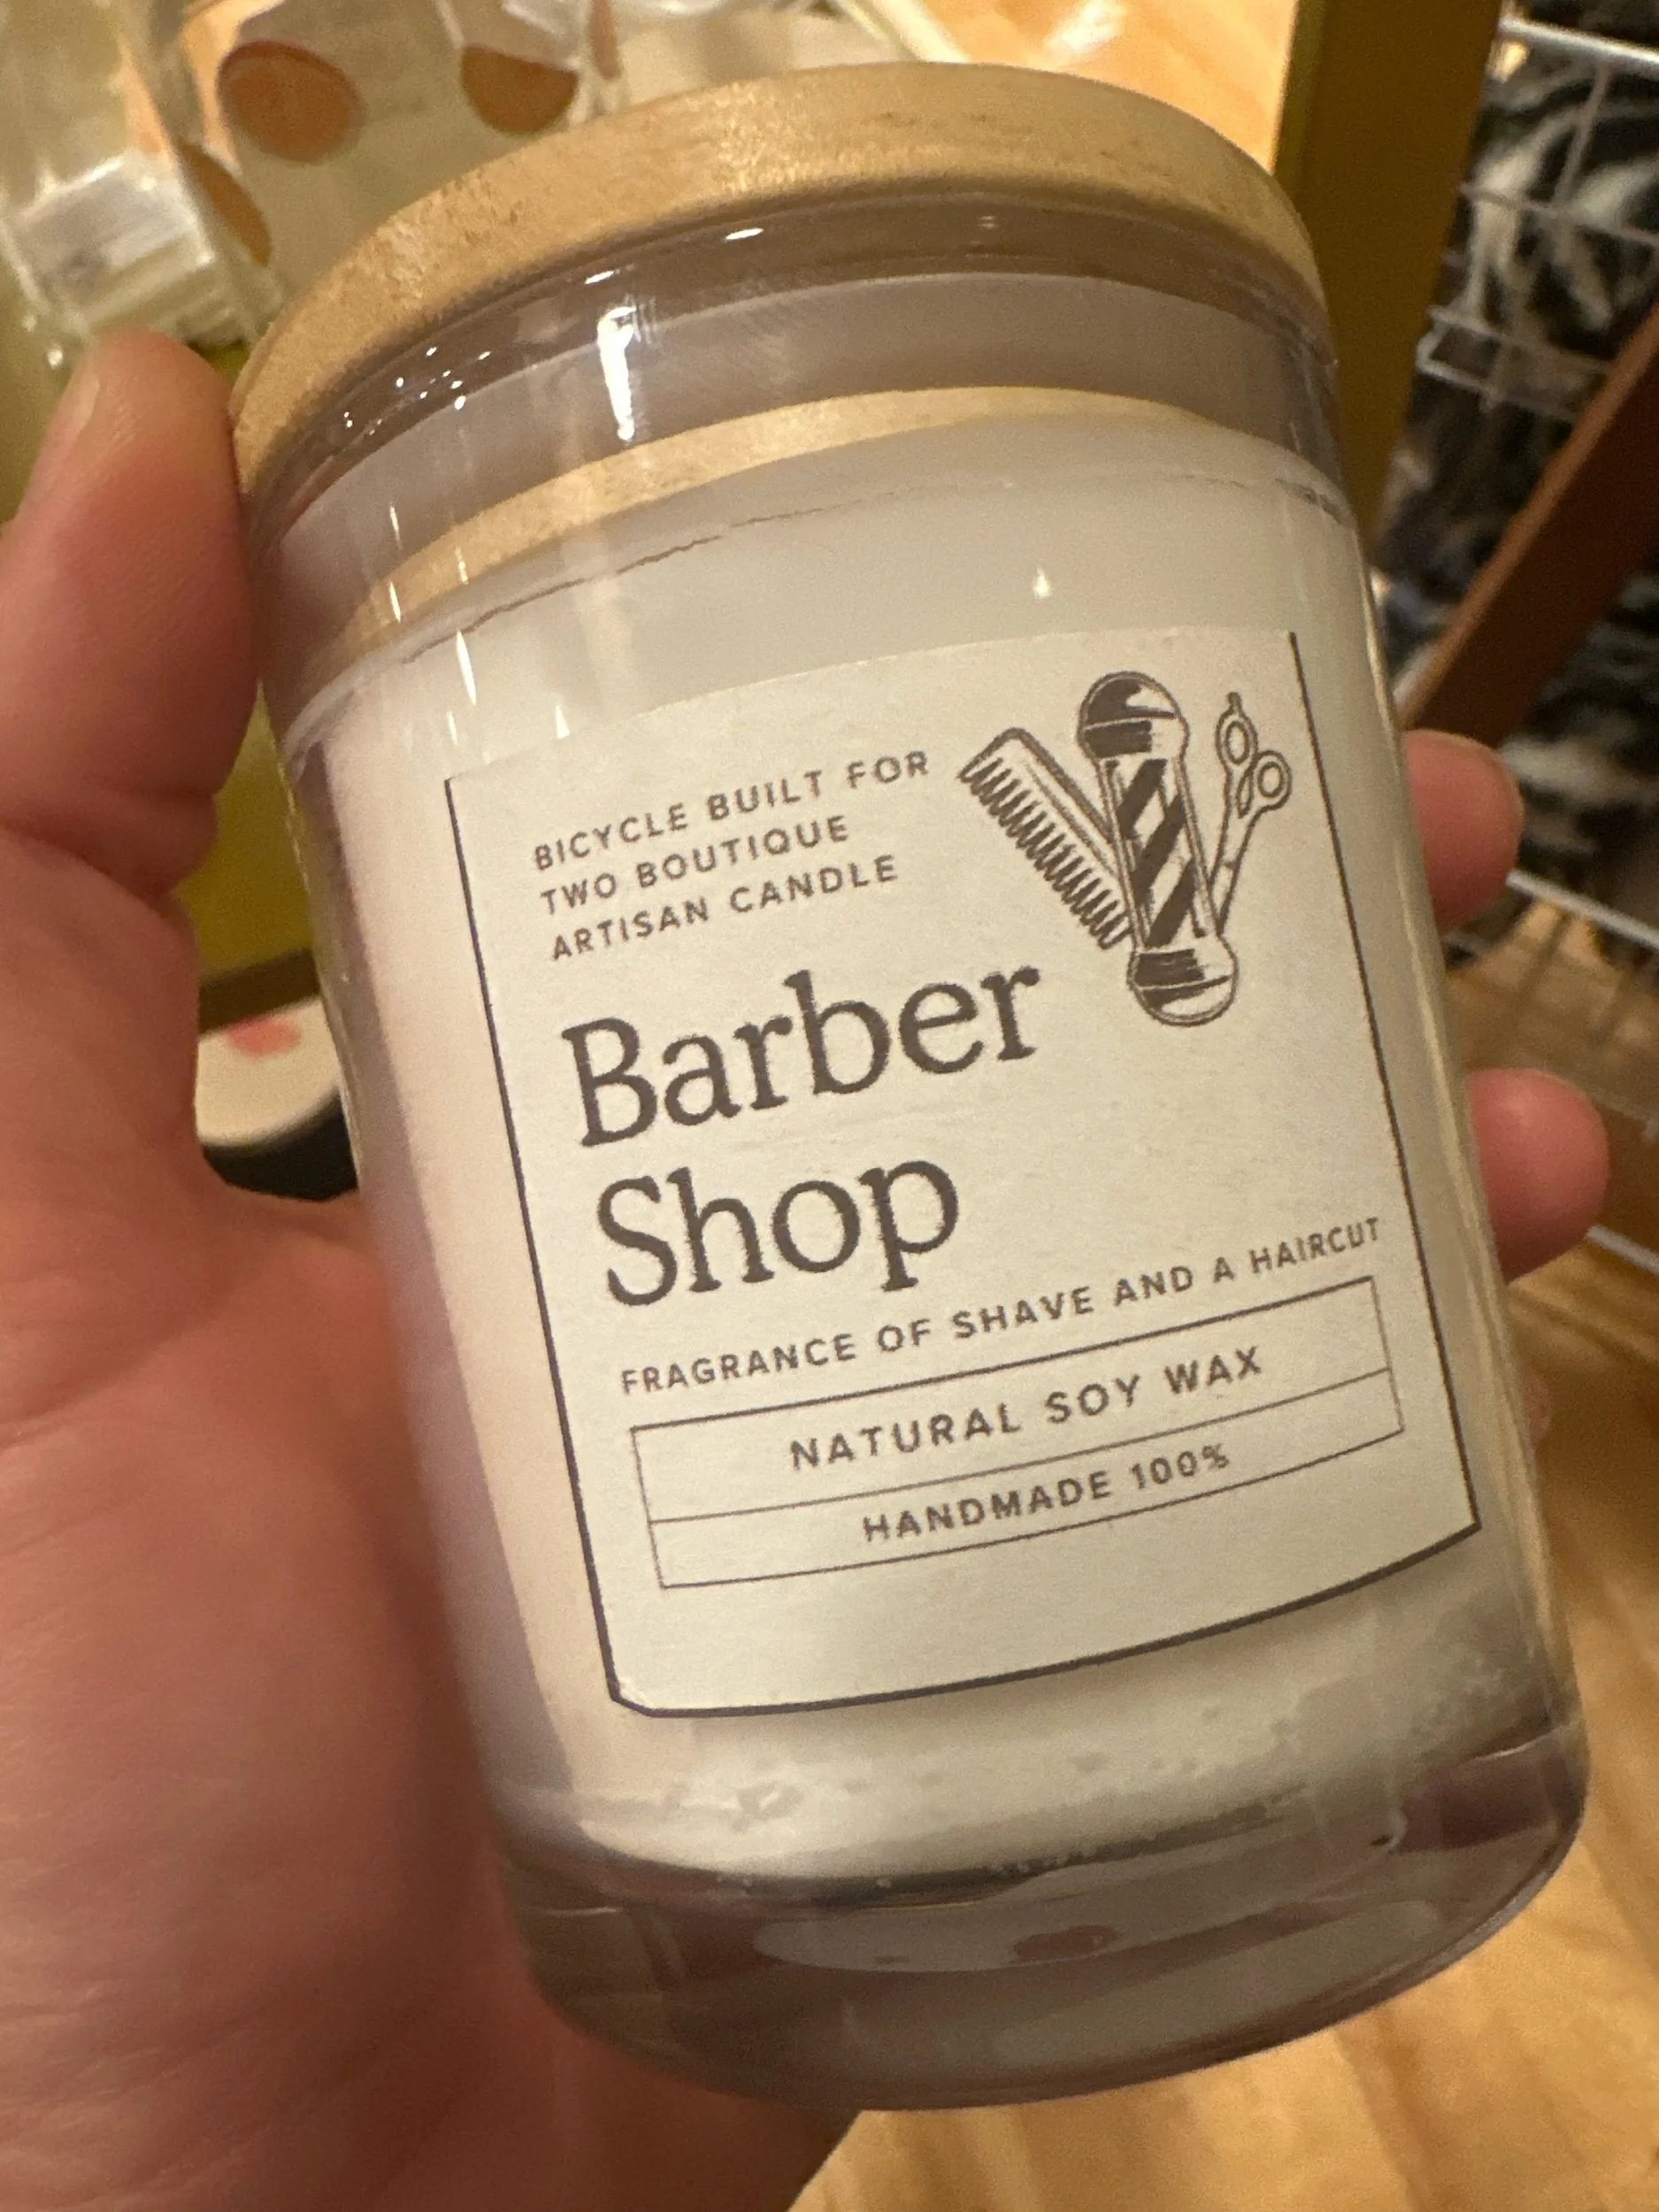 BICYCLE BUILT FOR
TWO BOUTIQUE
ARTISAN CANDLE
Barber
Shop
FRAGRANCE OF SHAVE AND A HAIRCUT
NATURAL SOY WAX
HANDMADE 100%